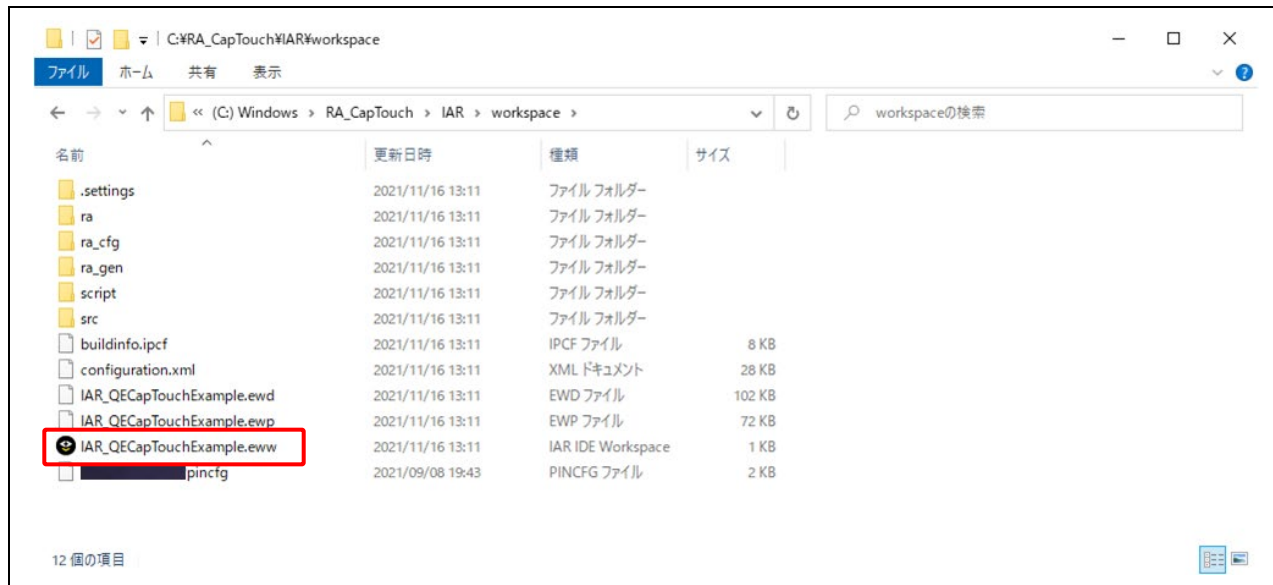 C:¥RA_CapTouch¥IAR¥workspace
ファイル ホーム 共有 表示
« (C:) Windows > RA_CapTouch > IAR > workspace > workspaceの検索
名前 更新日時 種類 サイズ
.settings 2021/11/16 13:11 ファイル フォルダー
ra 2021/11/16 13:11 ファイル フォルダー
ra_cfg 2021/11/16 13:11 ファイル フォルダー
ra_gen 2021/11/16 13:11 ファイル フォルダー
script 2021/11/16 13:11 ファイル フォルダー
src 2021/11/16 13:11 ファイル フォルダー
buildinfo.ipcf 2021/11/16 13:11 IPCF ファイル 8 KB
configuration.xml 2021/11/16 13:11 XML ドキュメント 28 KB
IAR_QECapTouchExample.ewd 2021/11/16 13:11 EWD ファイル 102 KB
IAR_QECapTouchExample.ewp 2021/11/16 13:11 EWP ファイル 72 KB
IAR_QECapTouchExample.eww 2021/11/16 13:11 IAR IDE Workspace 1 KB
pincfg 2021/09/08 19:43 PINCFG ファイル 2 KB
12 個の項目